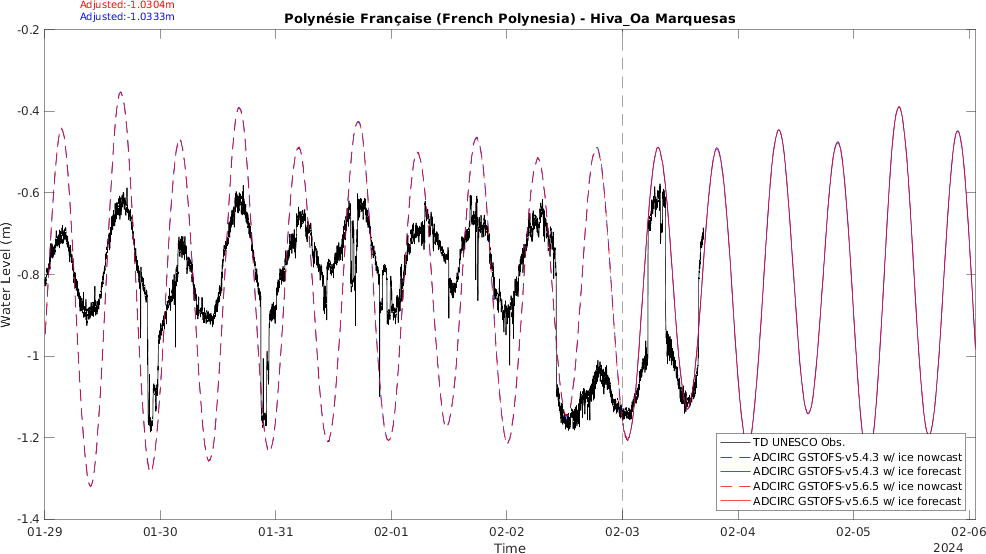 Adjusted:-1.0304m
Adjusted:-1.0333m
Polynésie Française (French Polynesia) - Hiva_Oa Marquesas
Water Level (m)
-0.2
-0.4
-0.6
-0.8
-1
-1.2
-1.4
TD UNESCO Obs.
ADCIRC GSTOFS-v5.4.3 w/ ice nowcast
ADCIRC GSTOFS-v5.4.3 w/ ice forecast
ADCIRC GSTOFS-v5.6.5 w/ ice nowcast
ADCIRC GSTOFS-v5.6.5 w/ ice forecast
01-29 01-30 01-31 02-01 02-02 02-03 02-04 02-05 02-06
Time
2024